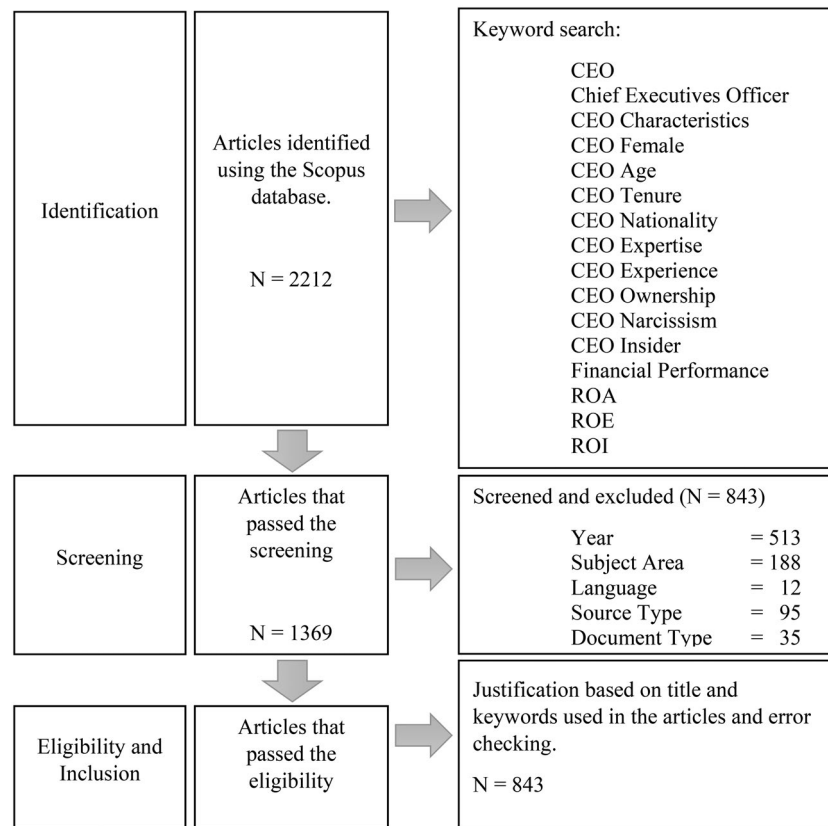 Identification
Articles identified
using the Scopus
database.
N = 2212
Keyword search:
CEO
Chief Executives Officer
CEO Characteristics
CEO Female
CEO Age
CEO Tenure
CEO Nationality
CEO Expertise
CEO Experience
CEO Ownership
CEO Narcissism
CEO Insider
Financial Performance
ROA
ROE
ROI
Screening
Articles that
passed the
screening
N = 1369
Screened and excluded (N = 843)
Year = 513
Subject Area = 188
Language = 12
Source Type = 95
Document Type = 35
Eligibility and
Inclusion
Articles that
passed the
eligibility
Justification based on title and
keywords used in the articles and error
checking.
N = 843